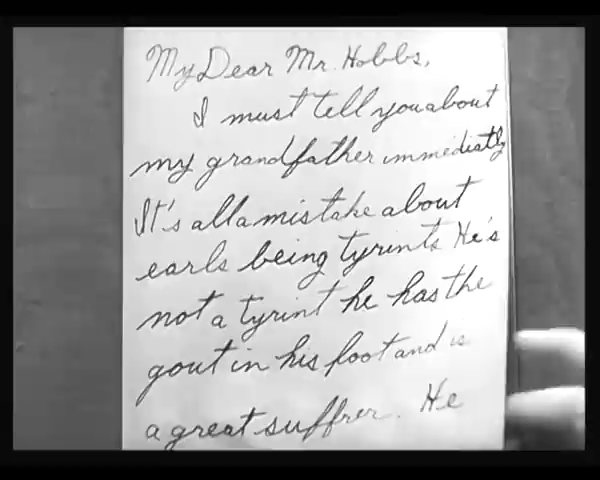 My Dear Mr. Hobbs,
I must tell you about
my grandfather immediatly
It's all a mistake about
earls being tyrints He's
not a tyrint he has the
gout in his foot and is
a great suffrer. He